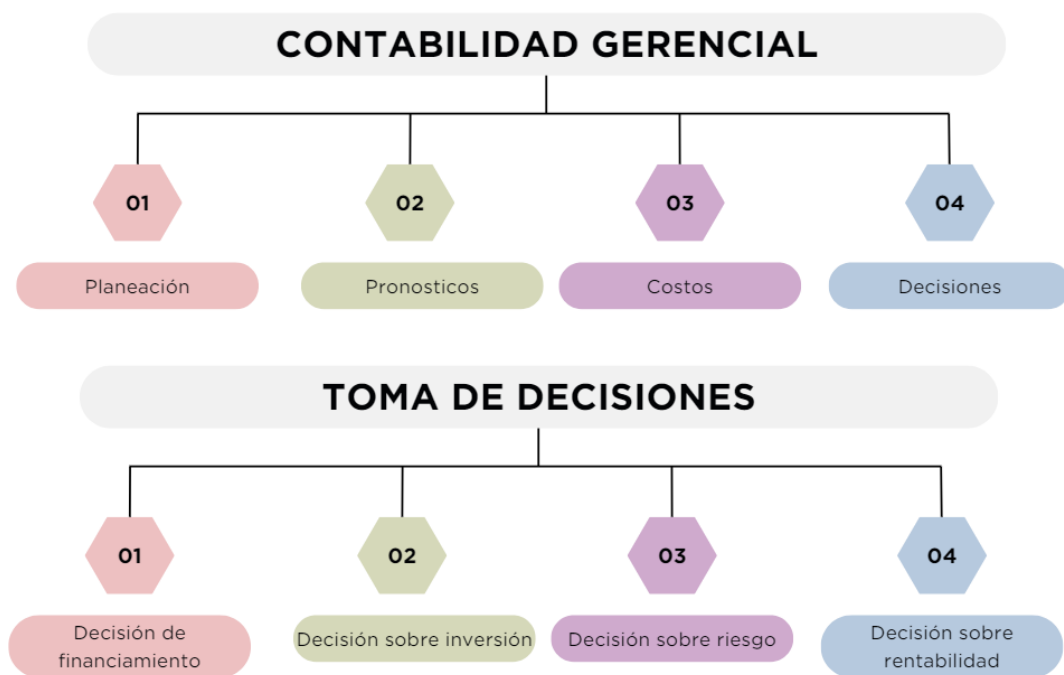 CONTABILIDAD GERENCIAL
01
02
03
04
Planeación
Pronosticos
Costos
Decisiones
TOMA DE DECISIONES
01
02
03
04
Decisión de
financiamiento
Decisión sobre inversión
Decisión sobre riesgo
Decisión sobre
rentabilidad